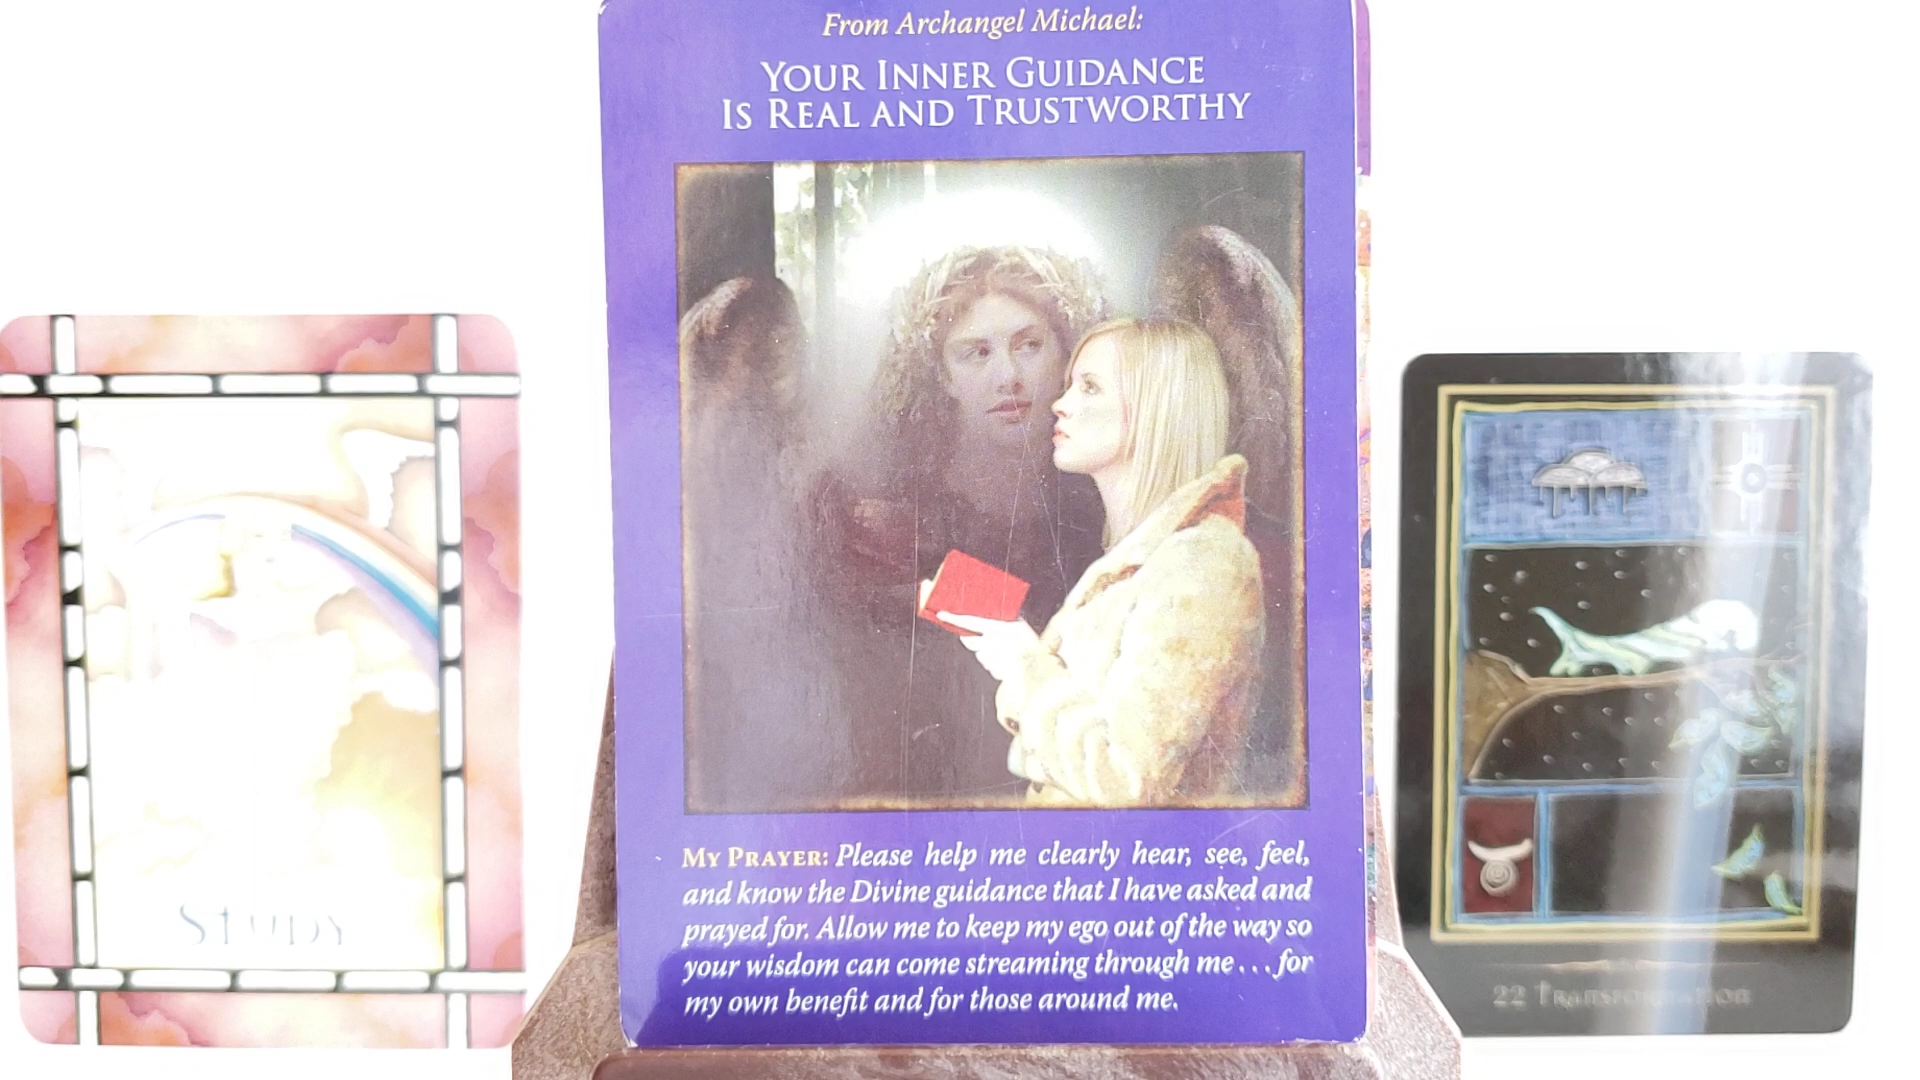 From Archangel Michael:
YOUR INNER GUIDANCE
IS REAL AND TRUSTWORTHY
MY PRAYER: Please help me clearly hear, see, feel,
and know the Divine guidance that I have asked and
prayed for. Allow me to keep my ego out of the way so
your wisdom can come streaming through me...for
my own benefit and for those around me.
STUDY
22 Transformation